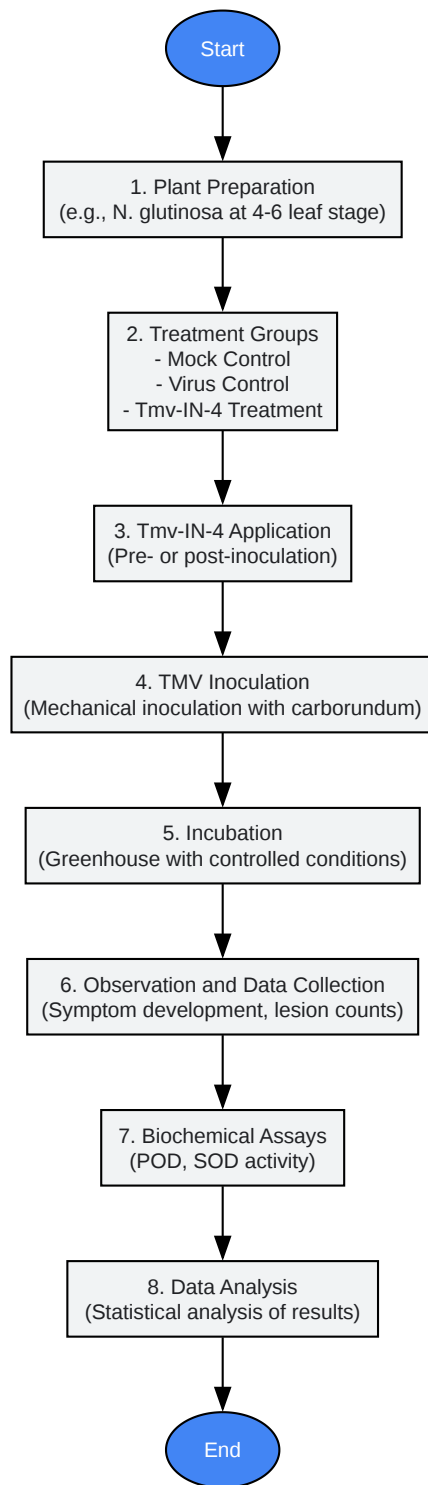 Start
1. Plant Preparation
(e.g., N. glutinosa at 4-6 leaf stage)
2. Treatment Groups
- Mock Control
- Virus Control
- Tmv-IN-4 Treatment
3. Tmv-IN-4 Application
(Pre- or post-inoculation)
4. TMV Inoculation
(Mechanical inoculation with carborundum)
5. Incubation
(Greenhouse with controlled conditions)
6. Observation and Data Collection
(Symptom development, lesion counts)
7. Biochemical Assays
(POD, SOD activity)
8. Data Analysis
(Statistical analysis of results)
End